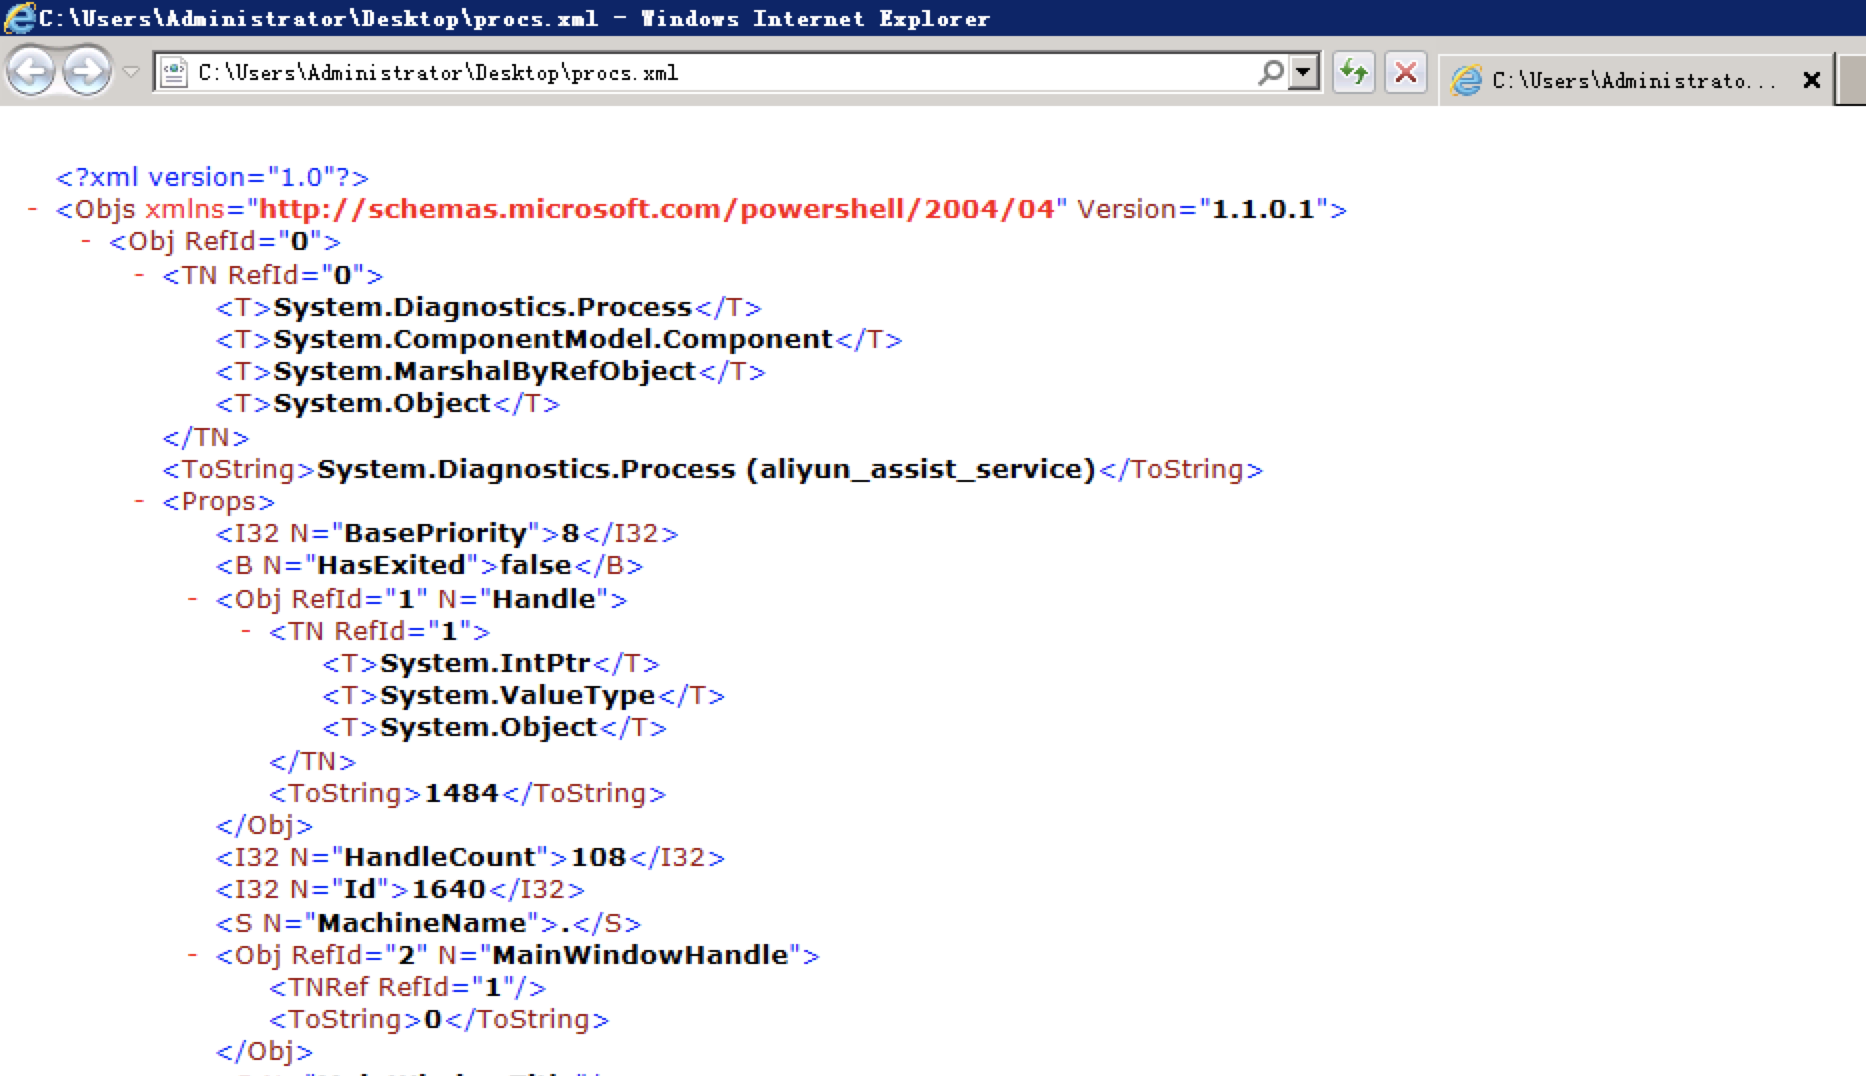 C:\Users\Administrator\Desktop\procs.xml - Windows Internet Explorer
C:\Users\Administrator\Desktop\procs.xml
C:\Users\Administrato...
<?xml version="1.0"?>
- <Objs xmlns="http://schemas.microsoft.com/powershell/2004/04" Version="1.1.0.1">
- <Obj RefId="0">
- <TN RefId="0">
<T>System.Diagnostics.Process</T>
<T>System.ComponentModel.Component</T>
<T>System.MarshalByRefObject</T>
<T>System.Object</T>
</TN>
<ToString>System.Diagnostics.Process (aliyun_assist_service)</ToString>
- <Props>
<I32 N="BasePriority">8</I32>
<B N="HasExited">false</B>
- <Obj RefId="1" N="Handle">
- <TN RefId="1">
<T>System.IntPtr</T>
<T>System.ValueType</T>
<T>System.Object</T>
</TN>
<ToString>1484</ToString>
</Obj>
<I32 N="HandleCount">108</I32>
<I32 N="Id">1640</I32>
<S N="MachineName">.</S>
- <Obj RefId="2" N="MainWindowHandle">
<TNRef RefId="1"/>
<ToString>0</ToString>
</Obj>